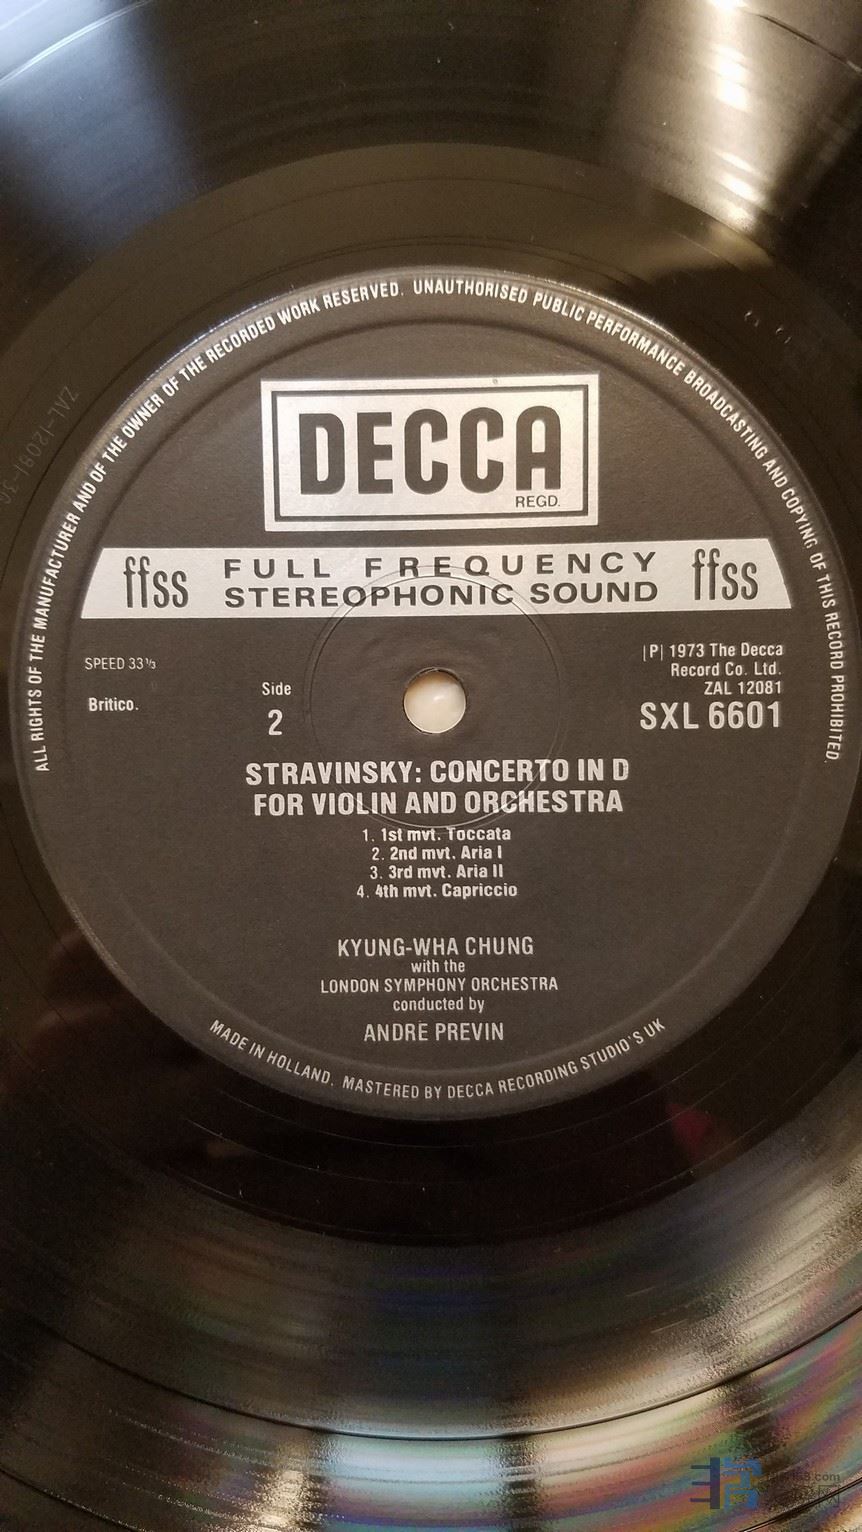 ALL RIGHTS OF THE MANUFACTURER AND OF THE OWNER OF THE RECORDED WORK RESERVED. UNAUTHORISED PUBLIC PERFORMANCE BROADCASTING AND COPYING OF THIS RECORD PROHIBITED.
DECCA
REGD.
ffss FULL FREQUENCY ffss
STEREOPHONIC SOUND
SPEED 33⅓
Britico.
Side
2
|P| 1973 The Decca
Record Co. Ltd.
ZAL 12081
SXL 6601
STRAVINSKY: CONCERTO IN D
FOR VIOLIN AND ORCHESTRA
1. 1st mvt. Toccata
2. 2nd mvt. Aria I
3. 3rd mvt. Aria II
4. 4th mvt. Capriccio
KYUNG-WHA CHUNG
with the
LONDON SYMPHONY ORCHESTRA
conducted by
ANDRE PREVIN
MADE IN HOLLAND. MASTERED BY DECCA RECORDING STUDIO'S UK